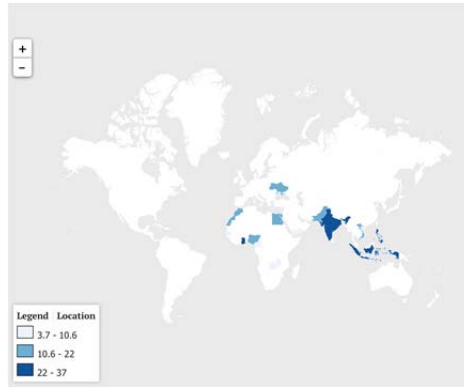 +
−
Legend Location
3.7 - 10.6
10.6 - 22
22 - 37